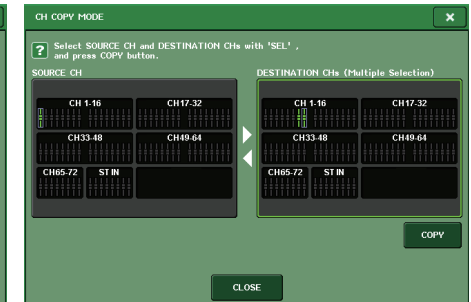 CH COPY MODE
×
? Select SOURCE CH and DESTINATION CHs with 'SEL' ,
and press COPY button.
SOURCE CH
DESTINATION CHs (Multiple Selection)
CH 1-16 CH17-32
CH33-48 CH49-64
CH65-72 ST IN
CH 1-16 CH17-32
CH33-48 CH49-64
CH65-72 ST IN
COPY
CLOSE